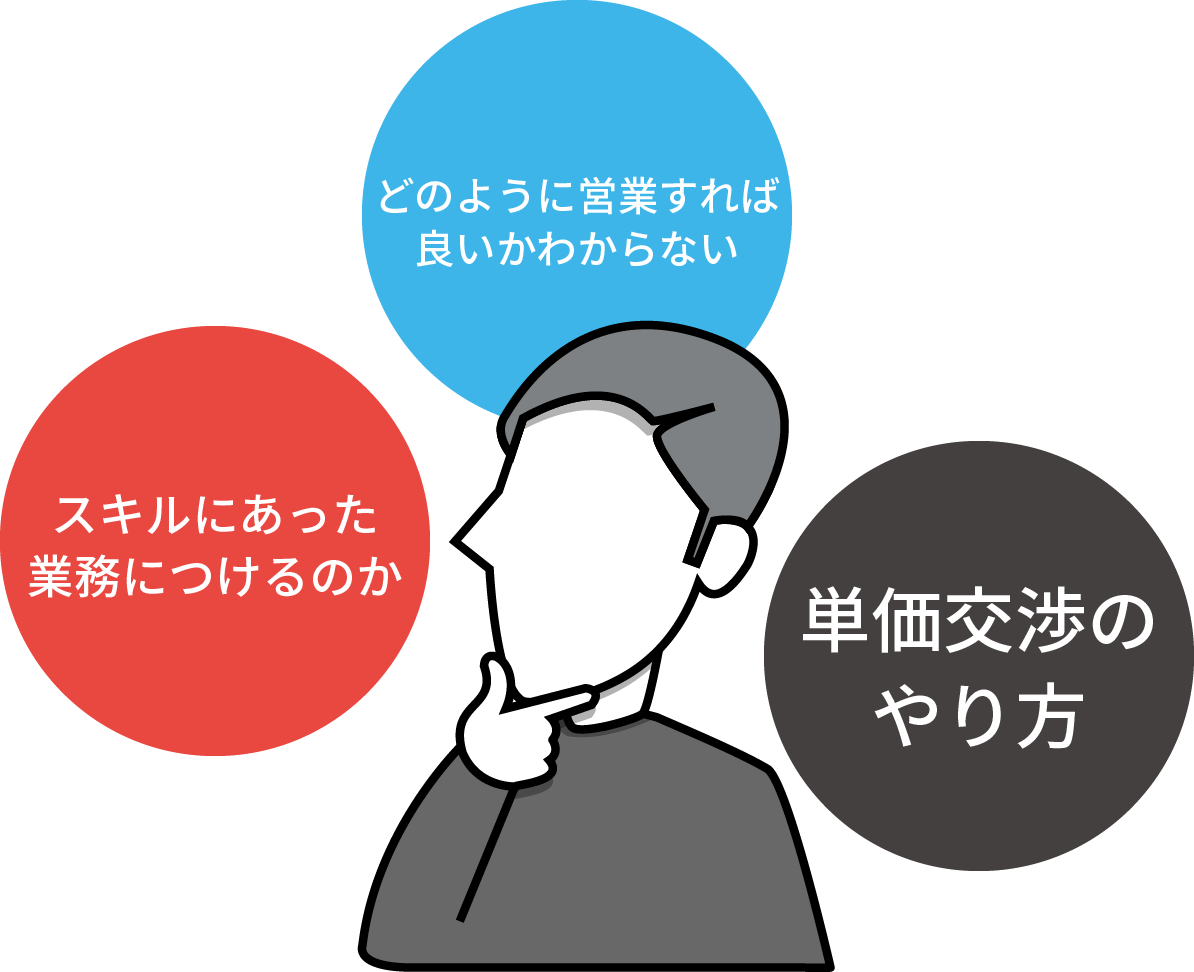 どのように営業すれば
良いかわからない
スキルにあった
業務につけるのか
単価交渉の
やり方